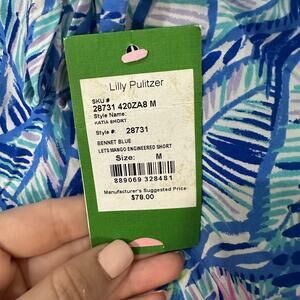 Lilly Pulitzer
SKU #
28731 420ZA8 M
Style Name:
KATIA SHORT
Style #: 28731
BENNET BLUE
LETS MANGO ENGINEERED SHORT
Size: M
889069 328481
Manufacturer's Suggested Price
$78.00